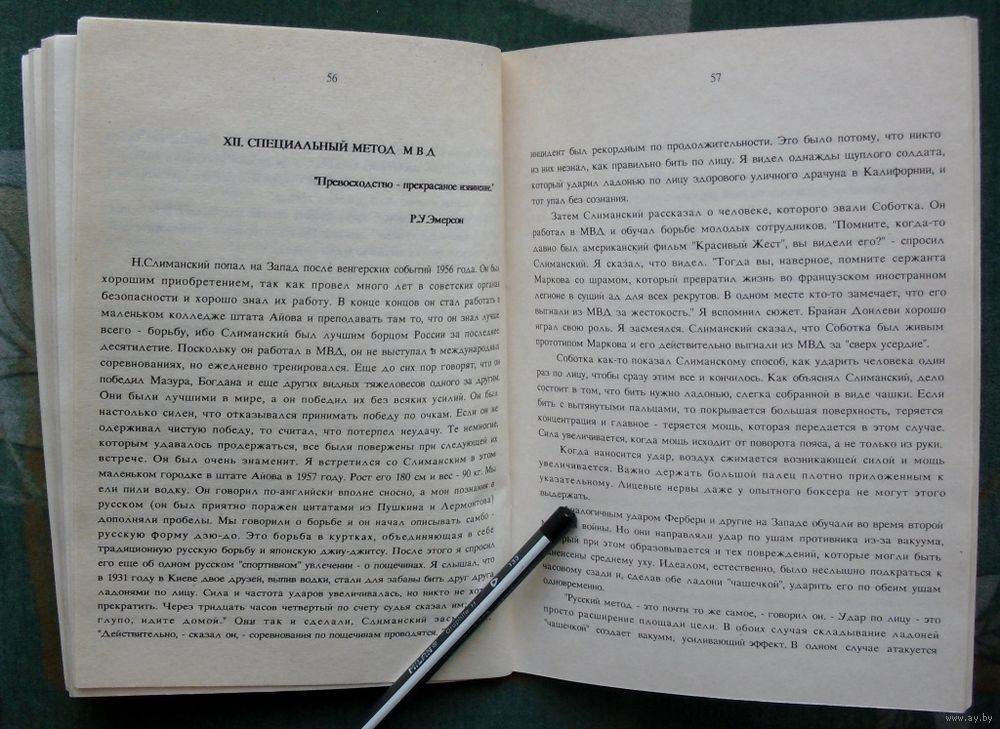 56
XII. СПЕЦИАЛЬНЫЙ МЕТОД М В Д
"Превосходство - прекрасаное извинение."
Р.У.Эмерсон
Н.Слиманский попал на Запад после венгерских событий 1956 года. Он был
хорошим приобретением, так как провел много лет в советских органах
безопасности и хорошо знал их работу. В конце концов он стал работать в
маленьком колледже штата Айова и преподавать там то, что он знал лучше
всего - борьбу, ибо Слиманский был лучшим борцом России за последнее
десятилетие. Поскольку он работал в МВД, он не выступал в международных
соревнованиях, но ежедневно тренировался. Еще до сих пор говорят, что он
победил Мазура, Богдана и еще других видных тяжеловесов одного за другим.
Они были лучшими в мире, а он победил их без всяких усилий. Он был
настолько силен, что отказывался принимать победу по очкам. Если он не
одерживал чистую победу, то считал, что потерпел неудачу. Те немногие,
которым удавалось продержаться, все были повержены при следующей их
встрече. Он был очень знаменит. Я встретился со Слиманским в этом
маленьком городке в штате Айова в 1957 году. Рост его 180 см и вес - 90 кг. Мы
ели пили водку. Он говорил по-английски вполне сносно, а мои познания в
русском (он был приятно поражен цитатами из Пушкина и Лермонтова)
дополняли пробелы. Мы говорили о борьбе и он начал описывать самбо -
русскую форму дзю-до. Это борьба в куртках, объединяющая в себе
традиционную русскую борьбу и японскую джиу-джитсу. После этого я спросил
его еще об одном русском "спортивном" увлечении - о пощечинах. Я слышал, что
в 1931 году в Киеве двое друзей, выпив водки, стали для забавы бить друг друга
ладонями по лицу. Сила и частота ударов увеличивалась, но никто не хотел
прекратить. Через тридцать часов четвертый по счету судья сказал им
глупо, идите домой." Они так и сделали, Слиманский
"Действительно, - сказал он, - соревнования по пощечинам проводятся.
57
инцидент был рекордным по продолжительности. Это было потому, что никто
из них незнал, как правильно бить по лицу. Я видел однажды щуплого солдата,
который ударил ладонью по лицу здорового уличного драчуна в Калифорнии, и
тот упал без сознания.
Затем Слиманский рассказал о человеке, которого звали Соботка. Он
работал в МВД и обучал борьбе молодых сотрудников. "Помните, когда-то
давно был американский фильм "Красивый Жест", вы видели его?" - спросил
Слиманский. Я сказал, что видел. "Тогда вы, наверное, помните сержанта
Маркова со шрамом, который превратил жизнь во французском иностранном
легионе в сущий ад для всех рекрутов. В одном месте кто-то замечает, что его
выгнали из МВД за жестокость." Я вспомнил сюжет. Брайан Донлеви хорошо
играл свою роль. Я засмеялся. Слиманский сказал, что Соботка был живым
прототипом Маркова и его действительно выгнали из МВД за "сверх усердие".
Соботка как-то показал Слиманскому способ, как ударить человека один
раз по лицу, чтобы сразу этим все и кончилось. Как объяснял Слиманский, дело
состоит в том, что бить нужно ладонью, слегка собранной в виде чашки. Если
бить с вытянутыми пальцами, то покрывается большая поверхность, теряется
концентрация и главное - теряется мощь, которая передается в этом случае.
Сила увеличивается, когда мощь исходит от поворота пояса, а не только из руки.
Когда наносится удар, воздух сжимается возникающей силой и мощь
увеличивается. Важно держать большой палец плотно приложенным к
указательному. Лицевые нервы даже у опытного боксера не могут этого
выдержать.
аналогичным ударом Фербери и другие на Западе обучали во время второй
войны. Но они направляли удар по ушам противника из-за вакуума,
который при этом образовывается и тех повреждений, которые могли быть
нанесены среднему уху. Идеалом, естественно, было неслышно подкраться к
часовому сзади и, сделав обе ладони "чашечкой", ударить его по обеим ушам
одновременно.
"Русский метод - это почти то же самое, - говорил он. - Удар по лицу - это
просто расширение площади цели. В обоих случая складывание ладоней
"чашечкой" создает вакумм, усиливающий эффект. В одном случае атакуется
MILAN
139
www.ay.by